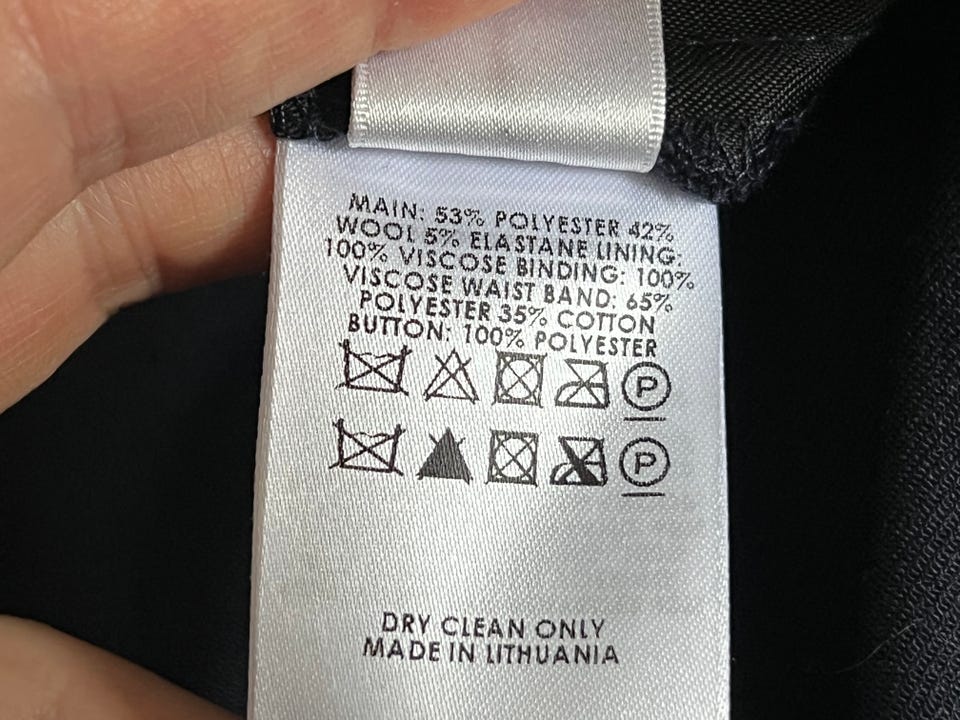 MAIN: 53% POLYESTER 42%
WOOL 5% ELASTANE LINING:
100% VISCOSE BINDING: 100%
VISCOSE WAIST BAND: 65%
POLYESTER 35% COTTON
BUTTON: 100% POLYESTER
P
P
DRY CLEAN ONLY
MADE IN LITHUANIA